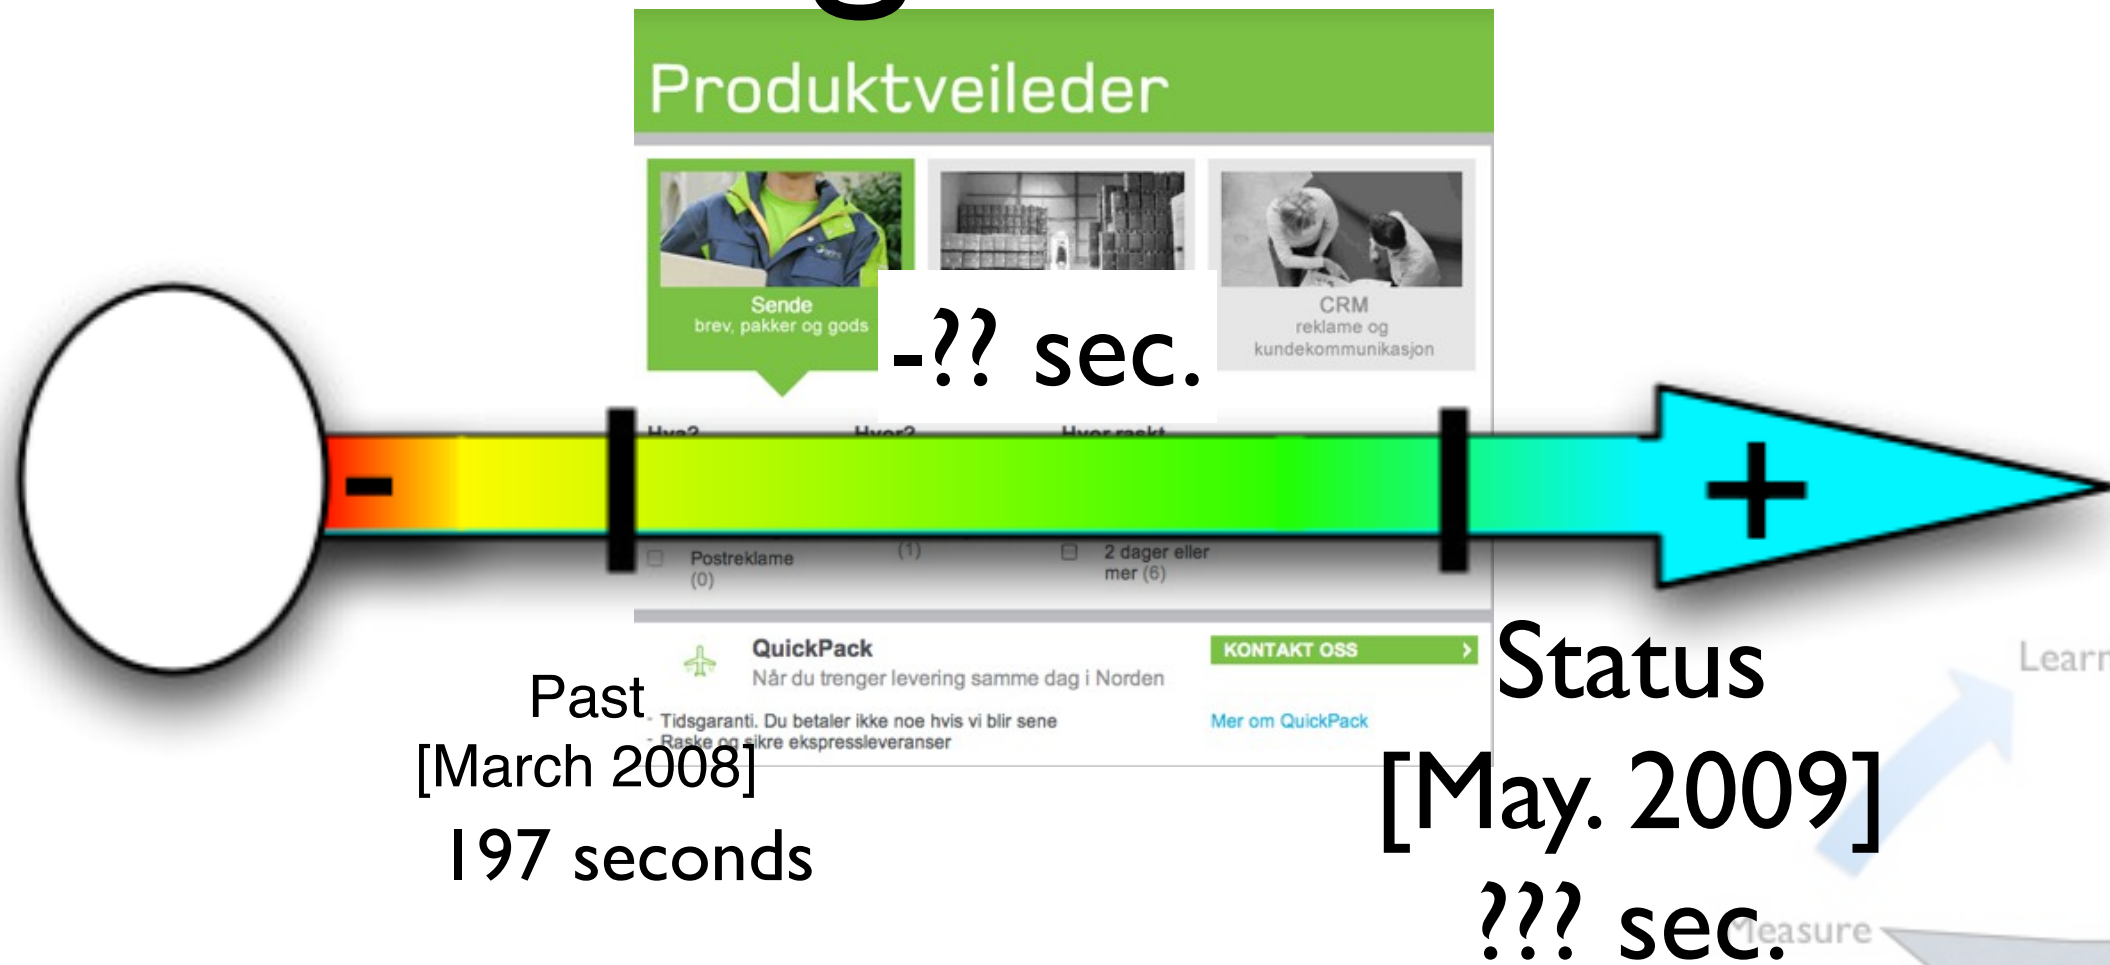 Produktveileder
Sende
brev, pakker og gods
CRM
reklame og
kundekommunikasjon
-?? sec.
Hva? Hvor? Hvor raskt
- +
Postreklame
(0)
(1)
2 dager eller
mer (6)
QuickPack
Når du trenger levering samme dag i Norden
KONTAKT OSS
- Tidsgaranti. Du betaler ikke noe hvis vi blir sene
- Raske og sikre ekspressleveranser
Mer om QuickPack
Past
[March 2008]
197 seconds
Status
[May. 2009]
??? sec.
Learn
Measure